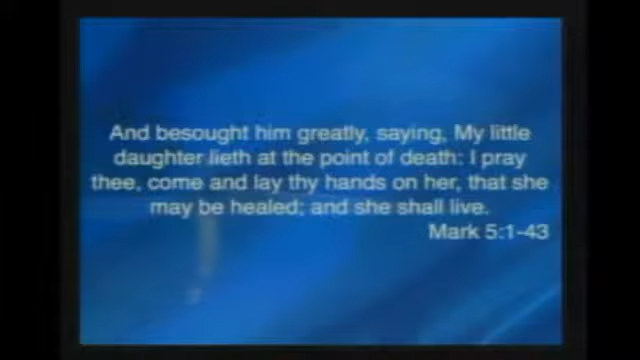 And besought him greatly, saying, My little
daughter lieth at the point of death: I pray
thee, come and lay thy hands on her, that she
may be healed; and she shall live.
Mark 5:1-43